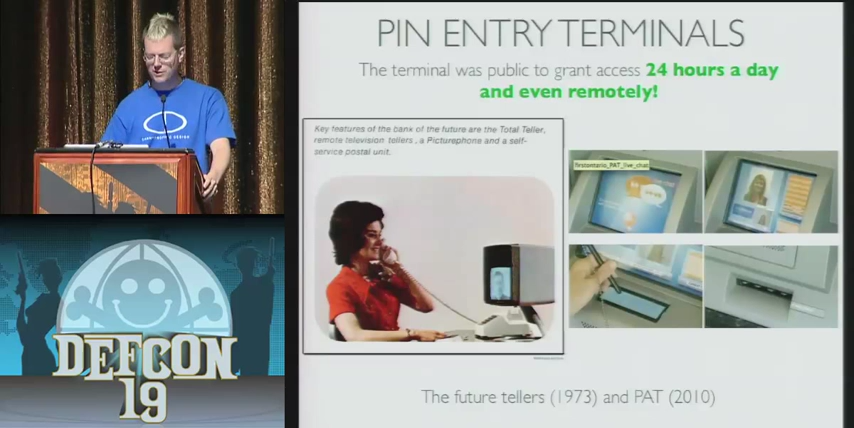 PIN ENTRY TERMINALS
The terminal was public to grant access 24 hours a day
and even remotely!
Key features of the bank of the future are the Total Teller,
remote television tellers, a Picturephone and a self-
service postal unit.
The future tellers (1973) and PAT (2010)
DEFCON
19